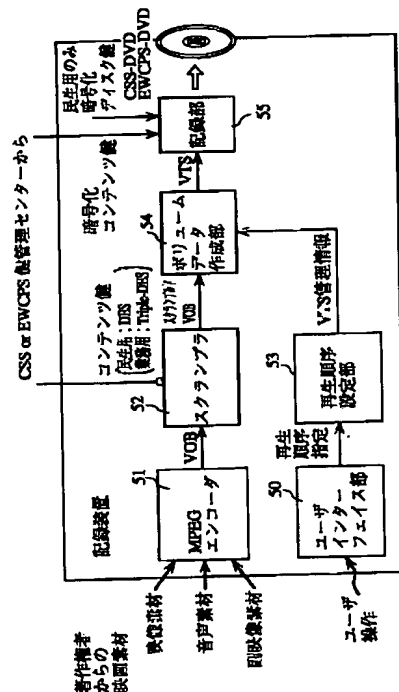 CSS or EWCPS 鍵管理センターから
著作権者
からの
映画素材
記録装置
映像素材
音声素材
副映像素材
51
MPEG
エンコーダ
VOB
52
スクランブラ
コンテンツ鍵
(民生用:DES
業務用:Triple-DES)
スクランブルド
VOB
54
ボリューム
データ
作成部
暗号化
コンテンツ鍵
VTS
55
記録部
民生用のみ
暗号化
ディスク鍵
CSS-DVD
EWCPS-DVD
ユーザ
操作
50
ユーザ
インター
フェイス部
再生
順序
指定
53
再生順序
設定部
VTS管理情報